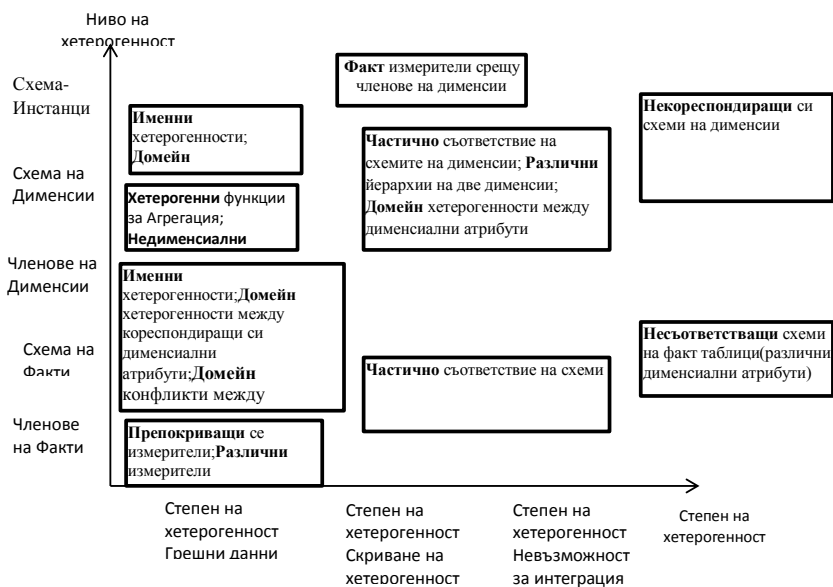 Ниво на
хетерогенност
Схема-
Инстанци
Схема на
Дименсии
Членове на
Дименсии
Схема на
Факти
Членове
на Факти
Факт измерители срещу
членове на дименсии
Именни
хетерогенности;
Домейн
Хетерогенни функции
за Агрегация;
Недименсиални
Частично съответствие на
схемите на дименсии; Различни
йерархии на две дименсии;
Домейн хетерогенности между
дименсиални атрибути
Некореспондиращи си
схеми на дименсии
Именни
хетерогенности;Домейн
хетерогенности между
кореспондиращи си
дименсиални
атрибути;Домейн
конфликти между
Частично съответствие на схеми
Несъответстващи схеми
на факт таблици(различни
дименсиални атрибути)
Препокриващи се
измерители;Различни
измерители
Степен на
хетерогенност
Грешни данни
Степен на
хетерогенност
Скриване на
хетерогенност
Степен на
хетерогенност
Невъзможност
за интеграция
Степен на
хетерогенност